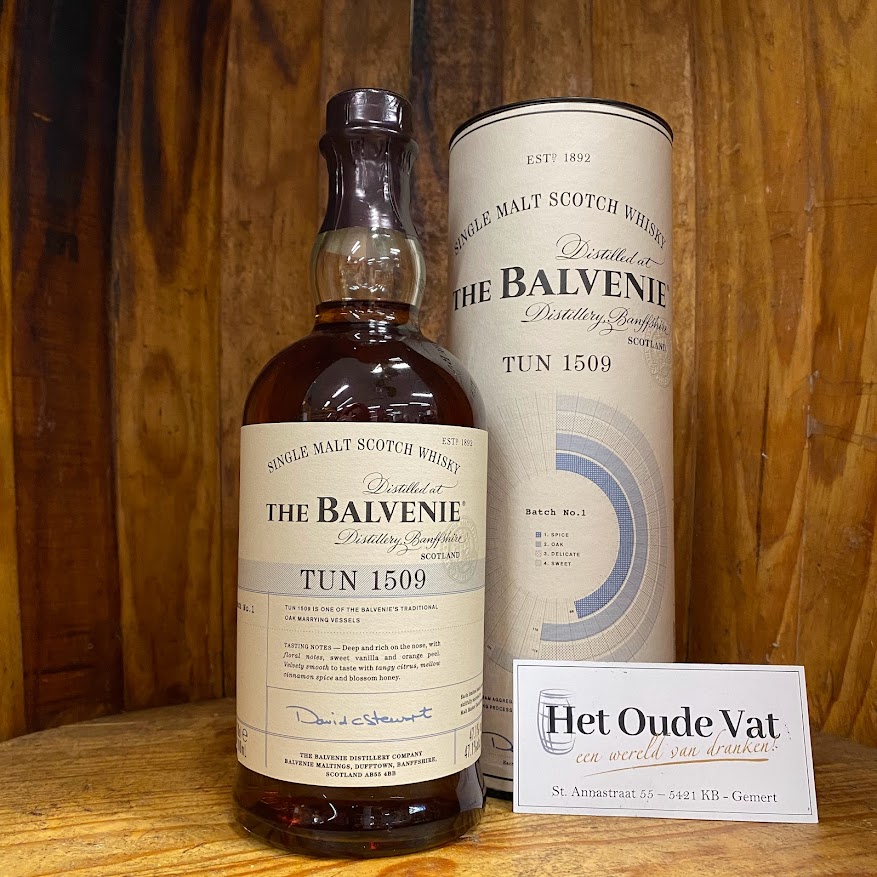 ESTD 1892
SINGLE MALT SCOTCH WHISKY
Distilled at
THE BALVENIE®
Distillery, Banffshire
SCOTLAND
TUN 1509
Batch No.1
1. SPICE
2. OAK
3. DELICATE
4. SWEET
ESTD 1892
SINGLE MALT SCOTCH WHISKY
Distilled at
THE BALVENIE®
Distillery, Banffshire
SCOTLAND
TUN 1509
No.1
TUN 1509 IS ONE OF THE BALVENIE'S TRADITIONAL
OAK MARRYING VESSELS
TASTING NOTES — Deep and rich on the nose, with
floral notes, sweet vanilla and orange peel.
Velvety smooth to taste with tangy citrus, mellow
cinnamon spice and blossom honey.
David C Stewart
47.1%
THE BALVENIE DISTILLERY COMPANY
BALVENIE MALTINGS, DUFFTOWN, BANFFSHIRE,
SCOTLAND AB55 4BB
Het Oude Vat
een wereld van dranken!
St. Annastraat 55 – 5421 KB - Gemert